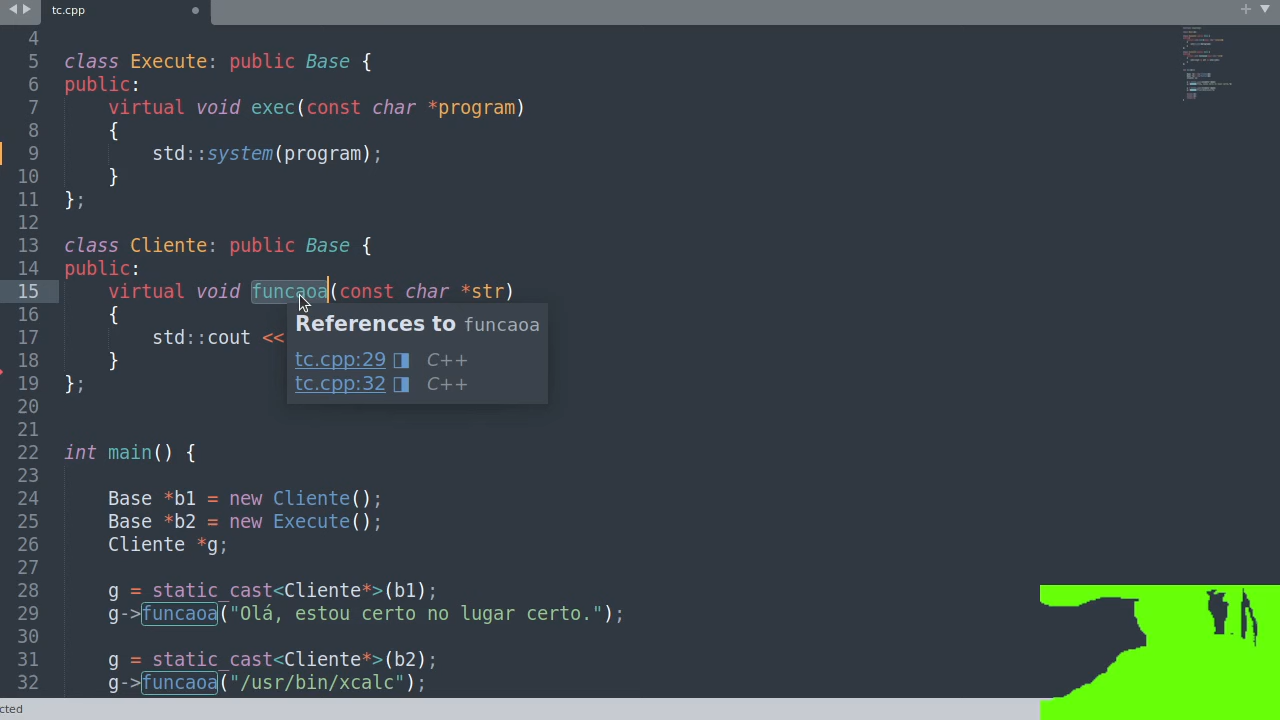 tc.cpp
4
5 class Execute: public Base {
6 public:
7     virtual void exec(const char *program)
8     {
9         std::system(program);
10     }
11 };
12
13 class Cliente: public Base {
14 public:
15     virtual void funcaoa(const char *str)
16     {
References to funcaoa
17         std::cout <<
tc.cpp:29 C++
18     }
tc.cpp:32 C++
19 };
20
21
22 int main() {
23
24     Base *b1 = new Cliente();
25     Base *b2 = new Execute();
26     Cliente *g;
27
28     g = static_cast<Cliente*>(b1);
29     g->funcaoa("Olá, estou certo no lugar certo.");
30
31     g = static_cast<Cliente*>(b2);
32     g->funcaoa("/usr/bin/xcalc");
cted